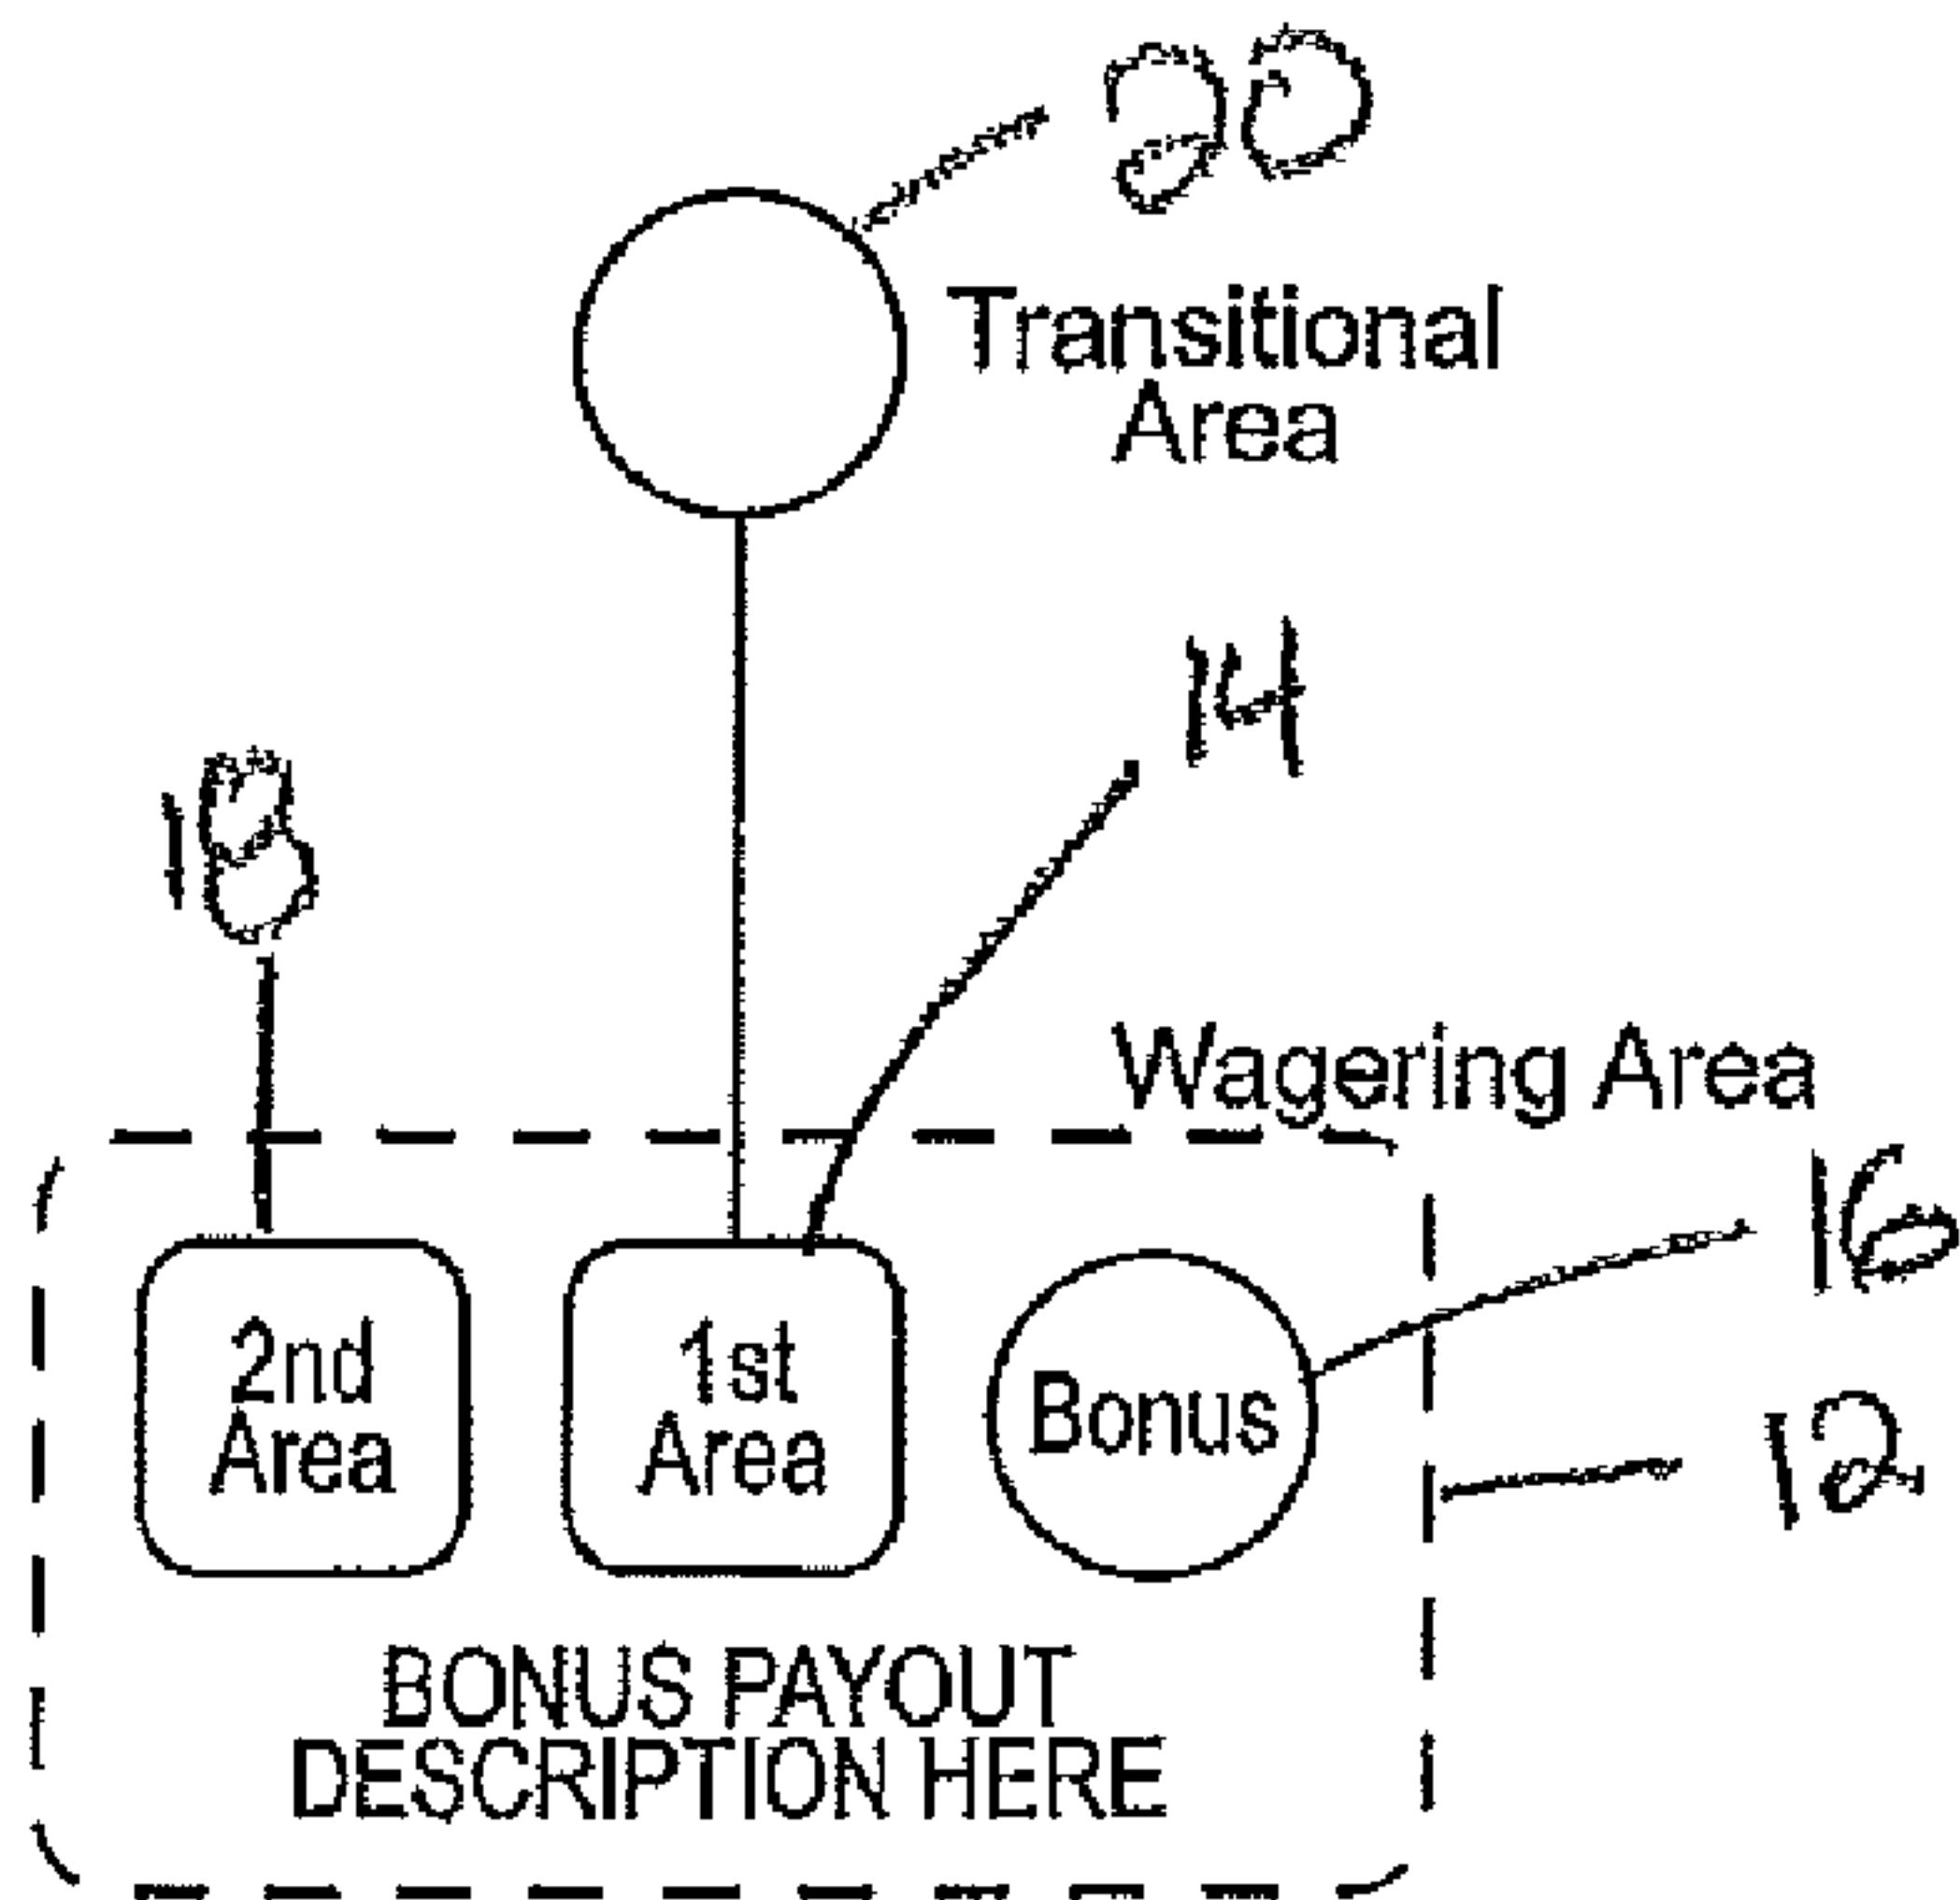 20
Transitional
Area
14
18
Wagering Area
16
2nd
Area
1st
Area
Bonus
12
BONUS PAYOUT
DESCRIPTION HERE